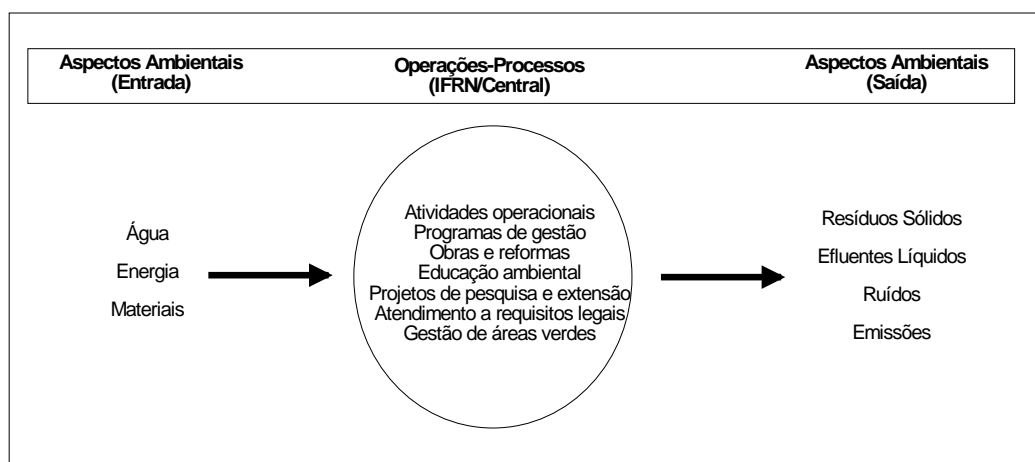 Aspectos Ambientais
(Entrada)
Operações-Processos
(IFRN/Central)
Aspectos Ambientais
(Saída)
Água
Energia
Materiais
Atividades operacionais
Programas de gestão
Obras e reformas
Educação ambiental
Projetos de pesquisa e extensão
Atendimento a requisitos legais
Gestão de áreas verdes
Resíduos Sólidos
Efluentes Líquidos
Ruídos
Emissões